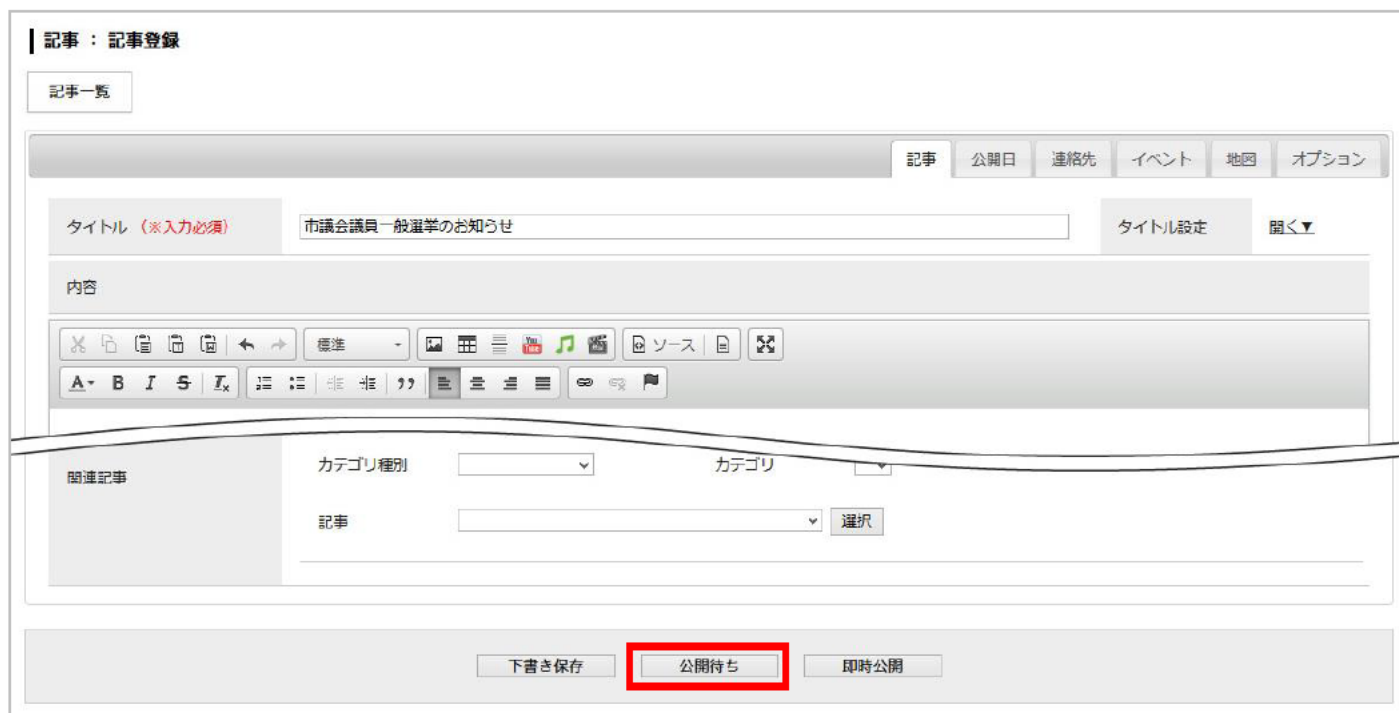 記事 ： 記事登録
記事一覧
記事 公開日 連絡先 イベント 地図 オプション
タイトル （※入力必須） 市議会議員一般選挙のお知らせ タイトル設定 開く▼
内容
標準 You Tube ソース
A B I S Tx
関連記事 カテゴリ種別 カテゴリ
記事 選択
下書き保存 公開待ち 即時公開